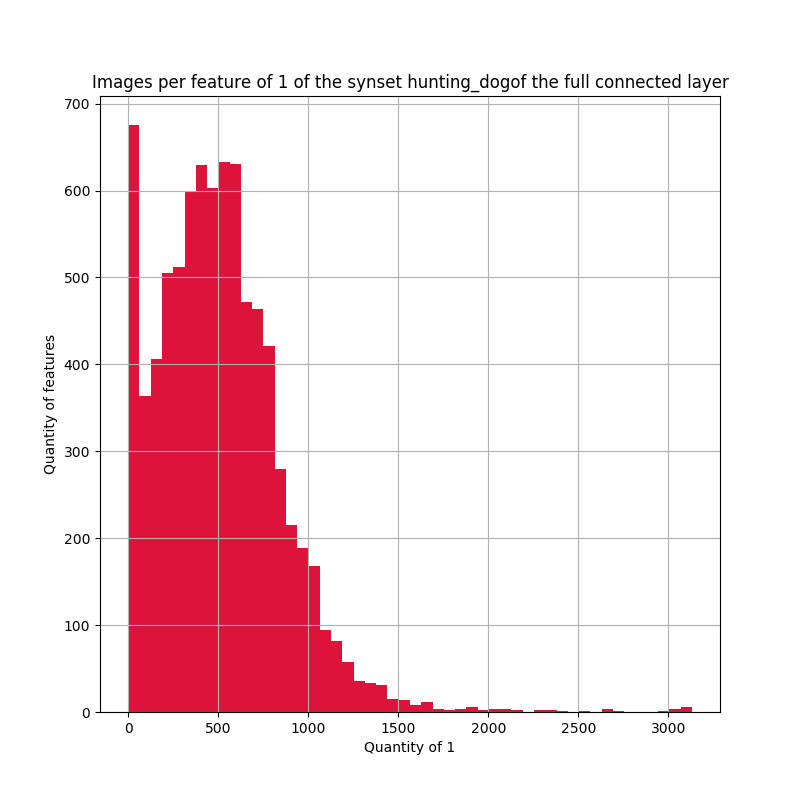 Images per feature of 1 of the synset hunting_dogof the full connected layer
700
600
500
400
300
200
100
0
Quantity of features
0 500 1000 1500 2000 2500 3000
Quantity of 1